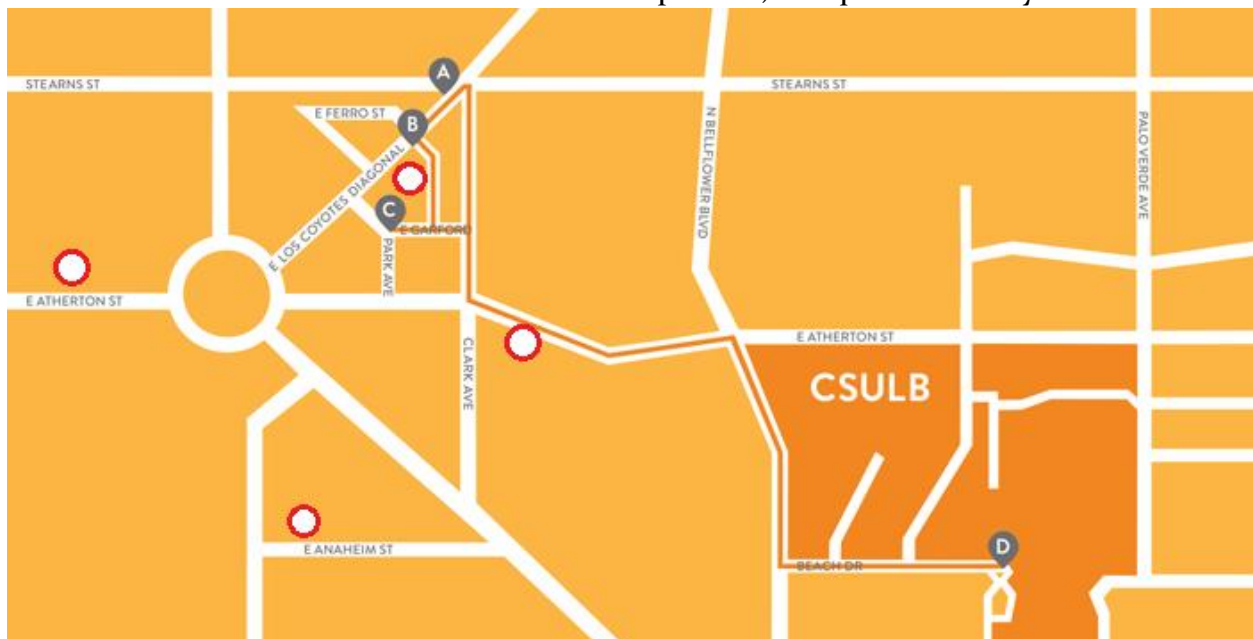 STEARNS ST
STEARNS ST
A
E FERRO ST
B
N BELLFLOWER BLVD
PALO VERDE AVE
E LOS COYOTES DIAGONAL
C
E GARFORD
PARK AVE
E ATHERTON ST
E ATHERTON ST
CLARK AVE
CSULB
E ANAHEIM ST
D
BEACH DR